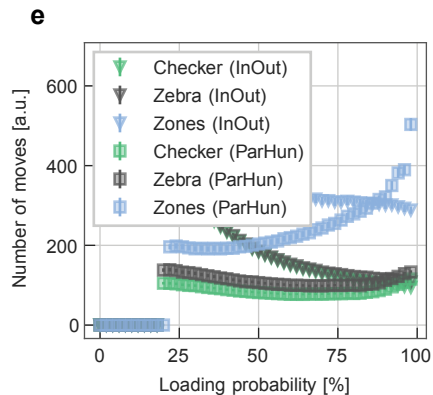 e
Number of moves [a.u.]
600
400
200
0
Checker (InOut)
Zebra (InOut)
Zones (InOut)
Checker (ParHun)
Zebra (ParHun)
Zones (ParHun)
0 25 50 75 100
Loading probability [%]